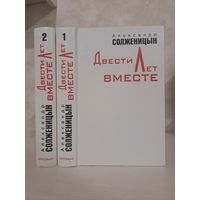 2
ДВЕСТИ ЛЕТ ВМЕСТЕ
АЛЕКСАНДР СОЛЖЕНИЦЫН
1
ДВЕСТИ ЛЕТ ВМЕСТЕ
АЛЕКСАНДР СОЛЖЕНИЦЫН
АЛЕКСАНДР
СОЛЖЕНИЦЫН
ДВЕСТИ
ЛЕТ
ВМЕСТЕ